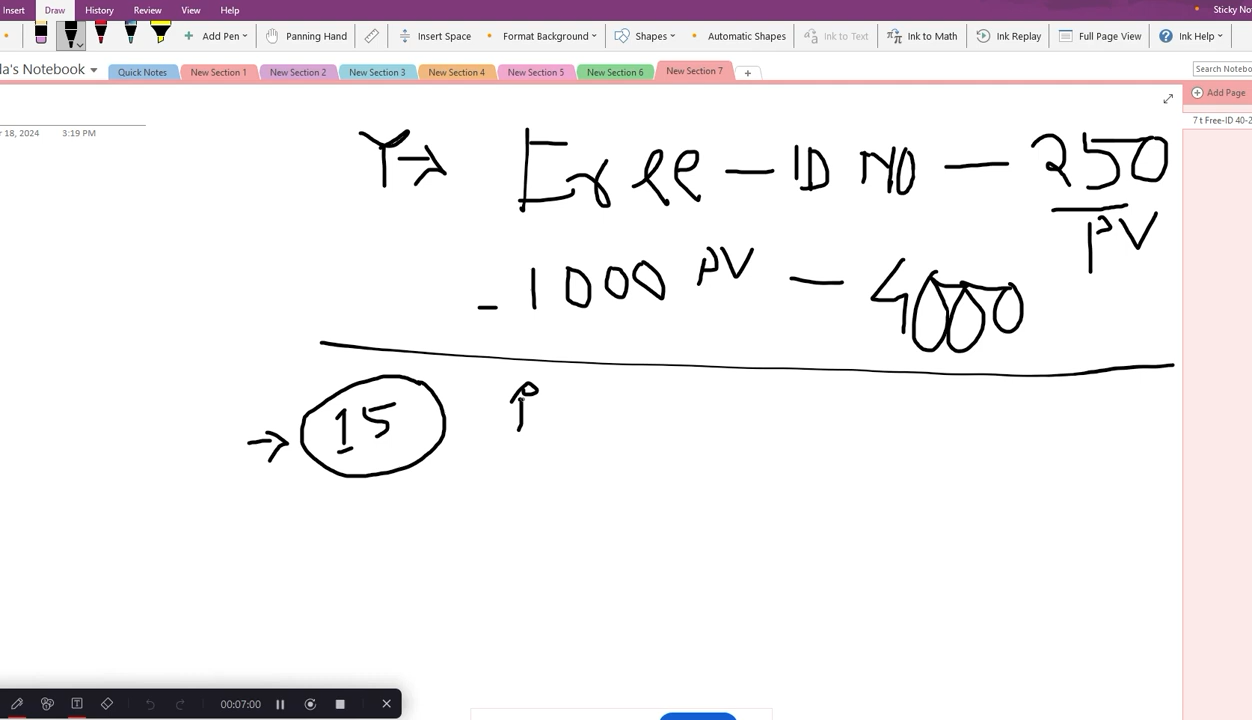 Insert Draw History Review View Help Sticky No
Add Pen Panning Hand Insert Space Format Background Shapes Automatic Shapes Ink to Text Ink to Math Ink Replay Full Page View Ink Help
a's Notebook Quick Notes New Section 1 New Section 2 New Section 3 New Section 4 New Section 5 New Section 6 New Section 7 + Search Notebo
Add Page
18, 2024 3:19 PM
7 t Free-ID 40-2
Y → Free — ID NO — 250
PV
- 1000 PV — 4000
→ 15 P
00:07:00